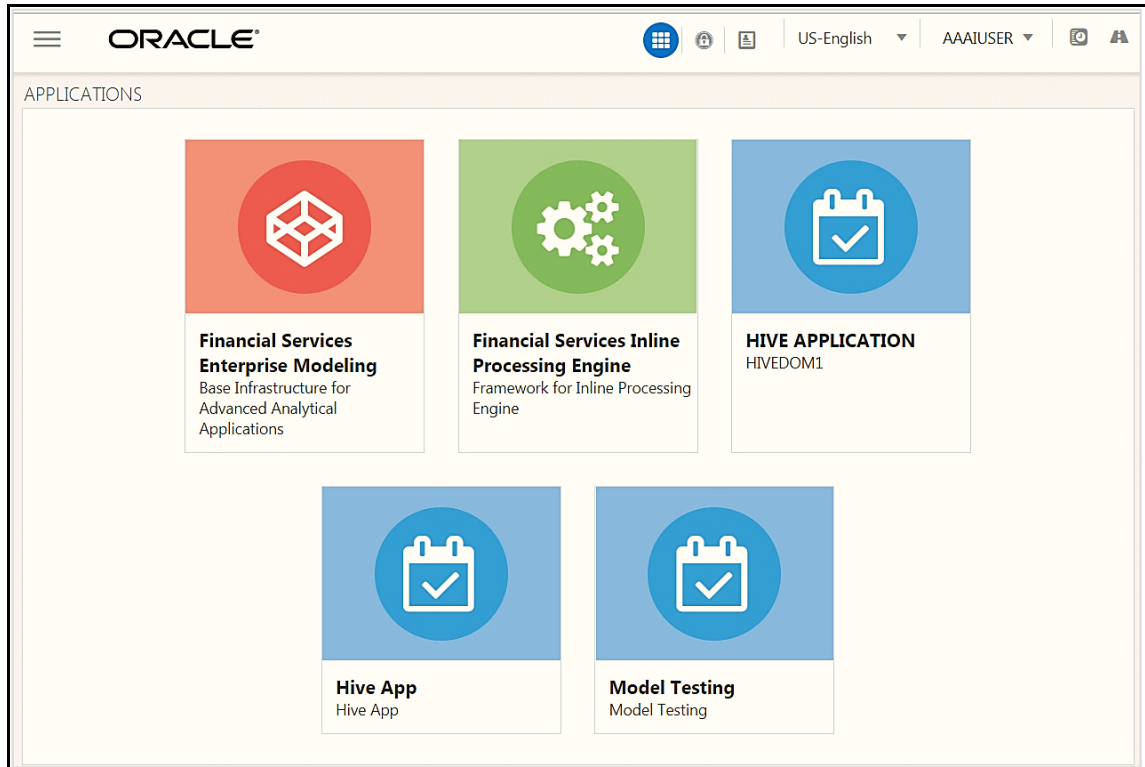 ORACLE®
US-English
AAAIUSER
APPLICATIONS
Financial Services
Enterprise Modeling
Base Infrastructure for
Advanced Analytical
Applications
Financial Services Inline
Processing Engine
Framework for Inline Processing
Engine
HIVE APPLICATION
HIVEDOM1
Hive App
Hive App
Model Testing
Model Testing